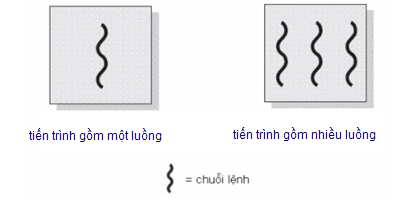 tiến trình gồm một luồng
tiến trình gồm nhiều luồng
= chuỗi lệnh